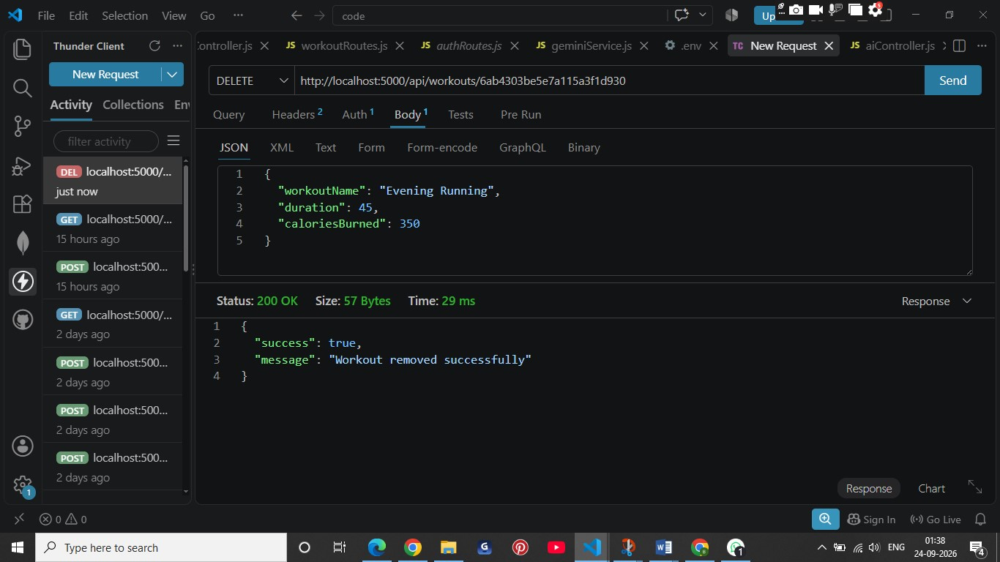 File Edit Selection View Go ··· code Up
Thunder Client
New Request
Activity Collections En
filter activity
DEL localhost:5000/...
just now
GET localhost:5000/...
15 hours ago
POST localhost:500...
15 hours ago
GET localhost:5000/...
2 days ago
POST localhost:500...
2 days ago
POST localhost:500...
2 days ago
POST localhost:500...
2 days ago
ontroller.js JS workoutRoutes.js JS authRoutes.js JS geminiService.js .env TC New Request JS aiController.js
DELETE http://localhost:5000/api/workouts/6ab4303be5e7a115a3f1d930 Send
Query Headers 2 Auth 1 Body 1 Tests Pre Run
JSON XML Text Form Form-encode GraphQL Binary
1 {
2 "workoutName": "Evening Running",
3 "duration": 45,
4 "caloriesBurned": 350
5 }
Status: 200 OK Size: 57 Bytes Time: 29 ms Response
1 {
2 "success": true,
3 "message": "Workout removed successfully"
4 }
Response Chart
1
0 0 Sign In Go Live
Type here to search
ENG 01:38
24-09-2026
4